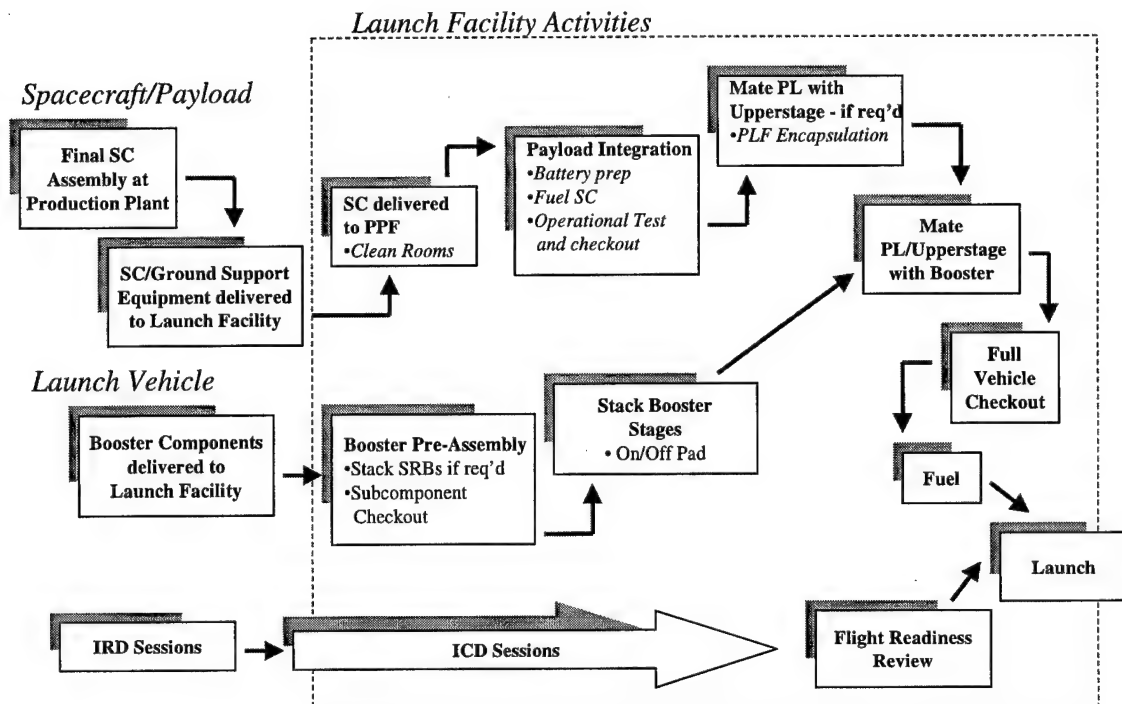 Launch Facility Activities
Spacecraft/Payload
Final SC
Assembly at
Production Plant
SC/Ground Support
Equipment delivered
to Launch Facility
SC delivered
to PPF
•Clean Rooms
Payload Integration
•Battery prep
•Fuel SC
•Operational Test
and checkout
Mate PL with
Upperstage - if req'd
•PLF Encapsulation
Mate
PL/Upperstage
with Booster
Full
Vehicle
Checkout
Fuel
Launch
Launch Vehicle
Booster Components
delivered to
Launch Facility
Booster Pre-Assembly
•Stack SRBs if req'd
•Subcomponent
Checkout
Stack Booster
Stages
• On/Off Pad
IRD Sessions
ICD Sessions
Flight Readiness
Review